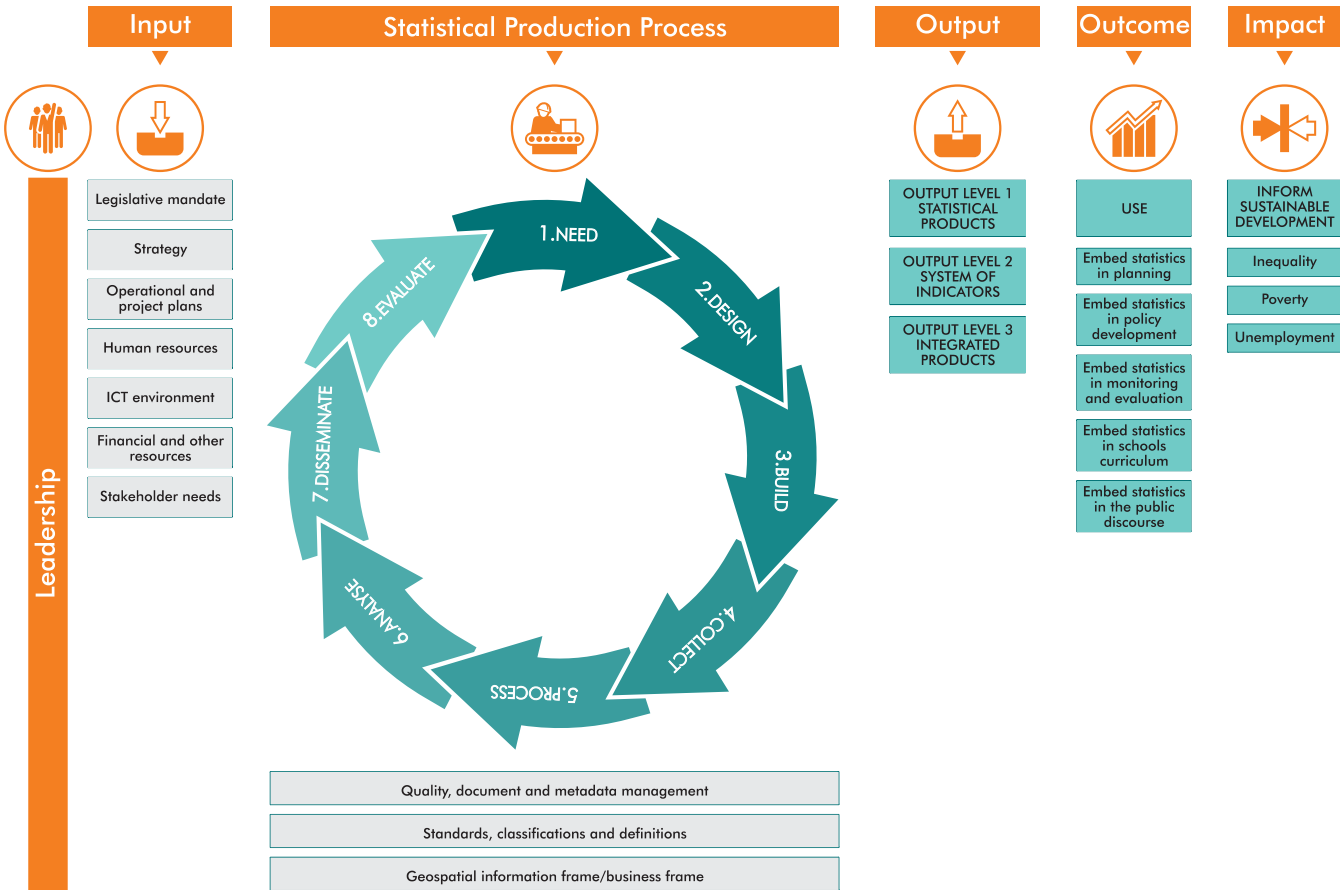 Input
Statistical Production Process
Output
Outcome
Impact
Leadership
Legislative mandate
Strategy
Operational and
project plans
Human resources
ICT environment
Financial and other
resources
Stakeholder needs
1.NEED
2.DESIGN
3.BUILD
4.COLLECT
5.PROCESS
6.ANALYSE
7.DISSEMINATE
8.EVALUATE
Quality, document and metadata management
Standards, classifications and definitions
Geospatial information frame/business frame
OUTPUT LEVEL 1
STATISTICAL
PRODUCTS
OUTPUT LEVEL 2
SYSTEM OF
INDICATORS
OUTPUT LEVEL 3
INTEGRATED
PRODUCTS
USE
Embed statistics
in planning
Embed statistics
in policy
development
Embed statistics
in monitoring
and evaluation
Embed statistics
in schools
curriculum
Embed statistics
in the public
discourse
INFORM
SUSTAINABLE
DEVELOPMENT
Inequality
Poverty
Unemployment